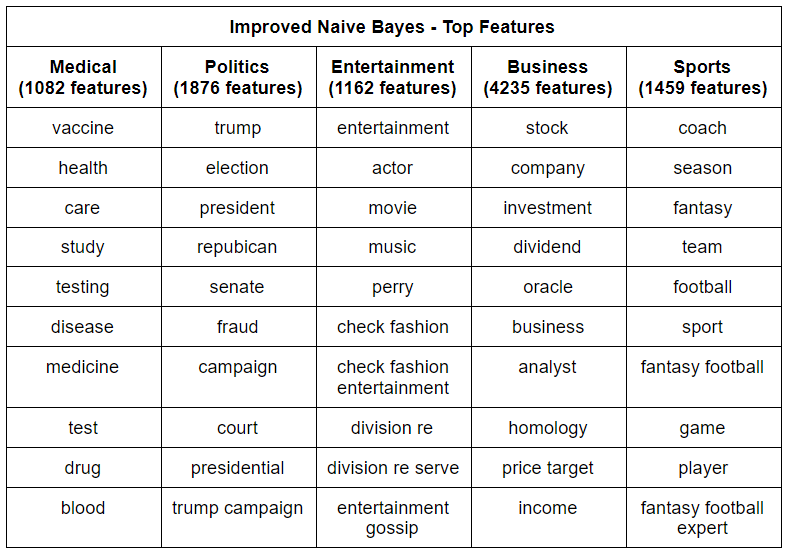 Improved Naive Bayes - Top Features
Medical Politics Entertainment Business Sports
(1082 features) (1876 features) (1162 features) (4235 features) (1459 features)
vaccine trump entertainment stock coach
health election actor company season
care president movie investment fantasy
study repubican music dividend team
testing senate perry oracle football
disease fraud check fashion business sport
medicine campaign check fashion analyst fantasy football
entertainment
test court division re homology game
drug presidential division re serve price target player
blood trump campaign entertainment income fantasy football
gossip expert